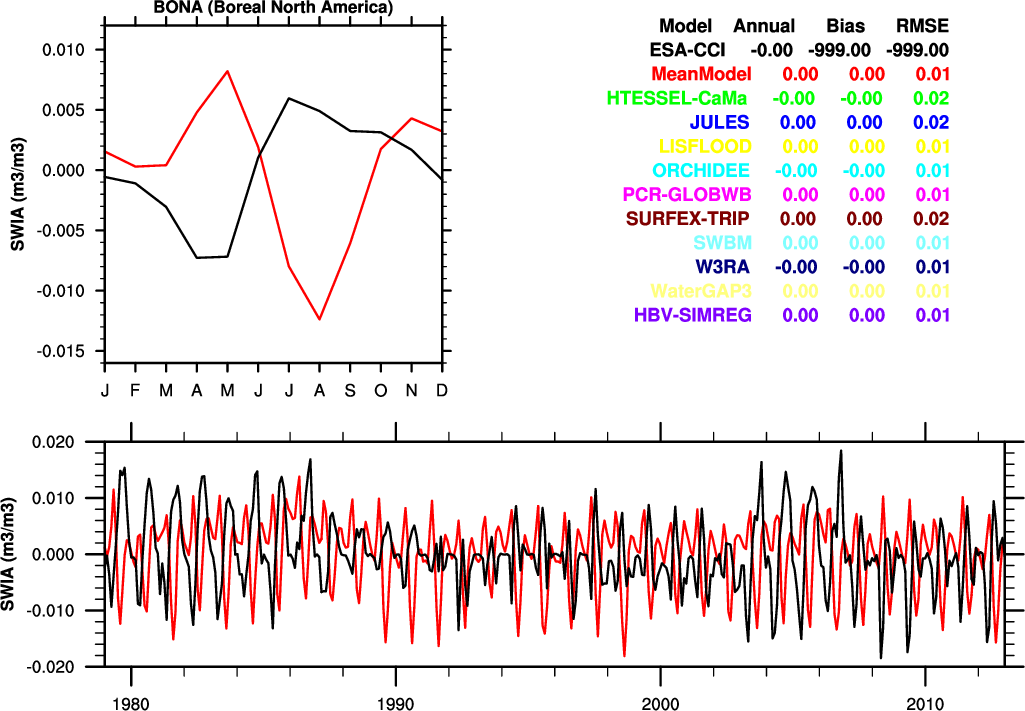 BONA (Boreal North America)
SWIA (m3/m3)
0.010
0.005
0.000
-0.005
-0.010
-0.015
J F M A M J J A S O N D
Model Annual Bias RMSE
ESA-CCI -0.00 -999.00 -999.00
MeanModel 0.00 0.00 0.01
HTESSEL-CaMa -0.00 -0.00 0.02
JULES 0.00 0.00 0.02
LISFLOOD 0.00 0.00 0.01
ORCHIDEE -0.00 -0.00 0.01
PCR-GLOBWB 0.00 0.00 0.01
SURFEX-TRIP 0.00 0.00 0.02
SWBM 0.00 0.00 0.01
W3RA -0.00 -0.00 0.01
WaterGAP3 0.00 0.00 0.01
HBV-SIMREG 0.00 0.00 0.01
SWIA (m3/m3)
0.020
0.010
0.000
-0.010
-0.020
1980 1990 2000 2010